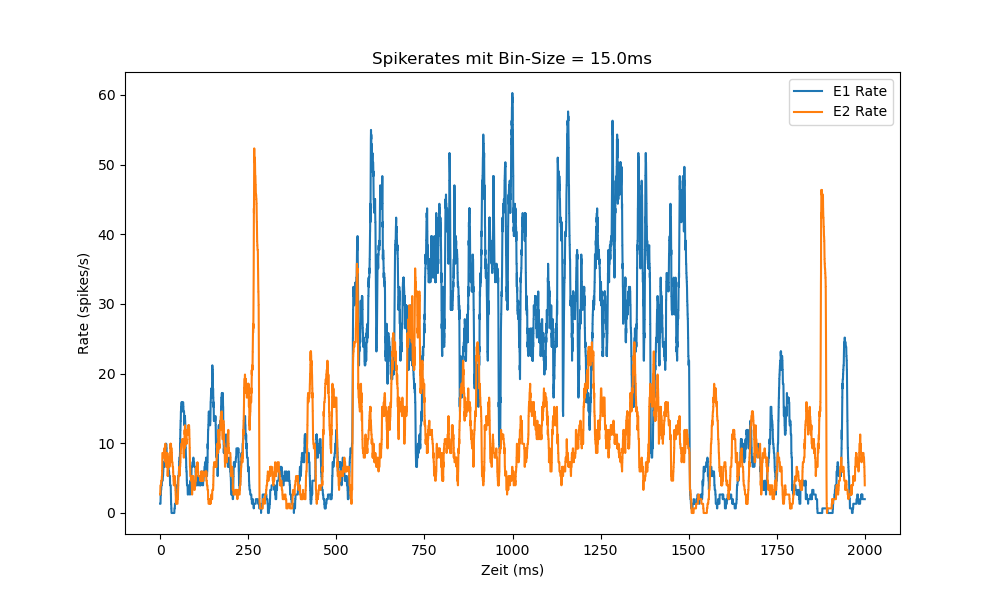 Spikerates mit Bin-Size = 15.0ms
E1 Rate
E2 Rate
60
50
40
30
20
10
0
Rate (spikes/s)
0 250 500 750 1000 1250 1500 1750 2000
Zeit (ms)